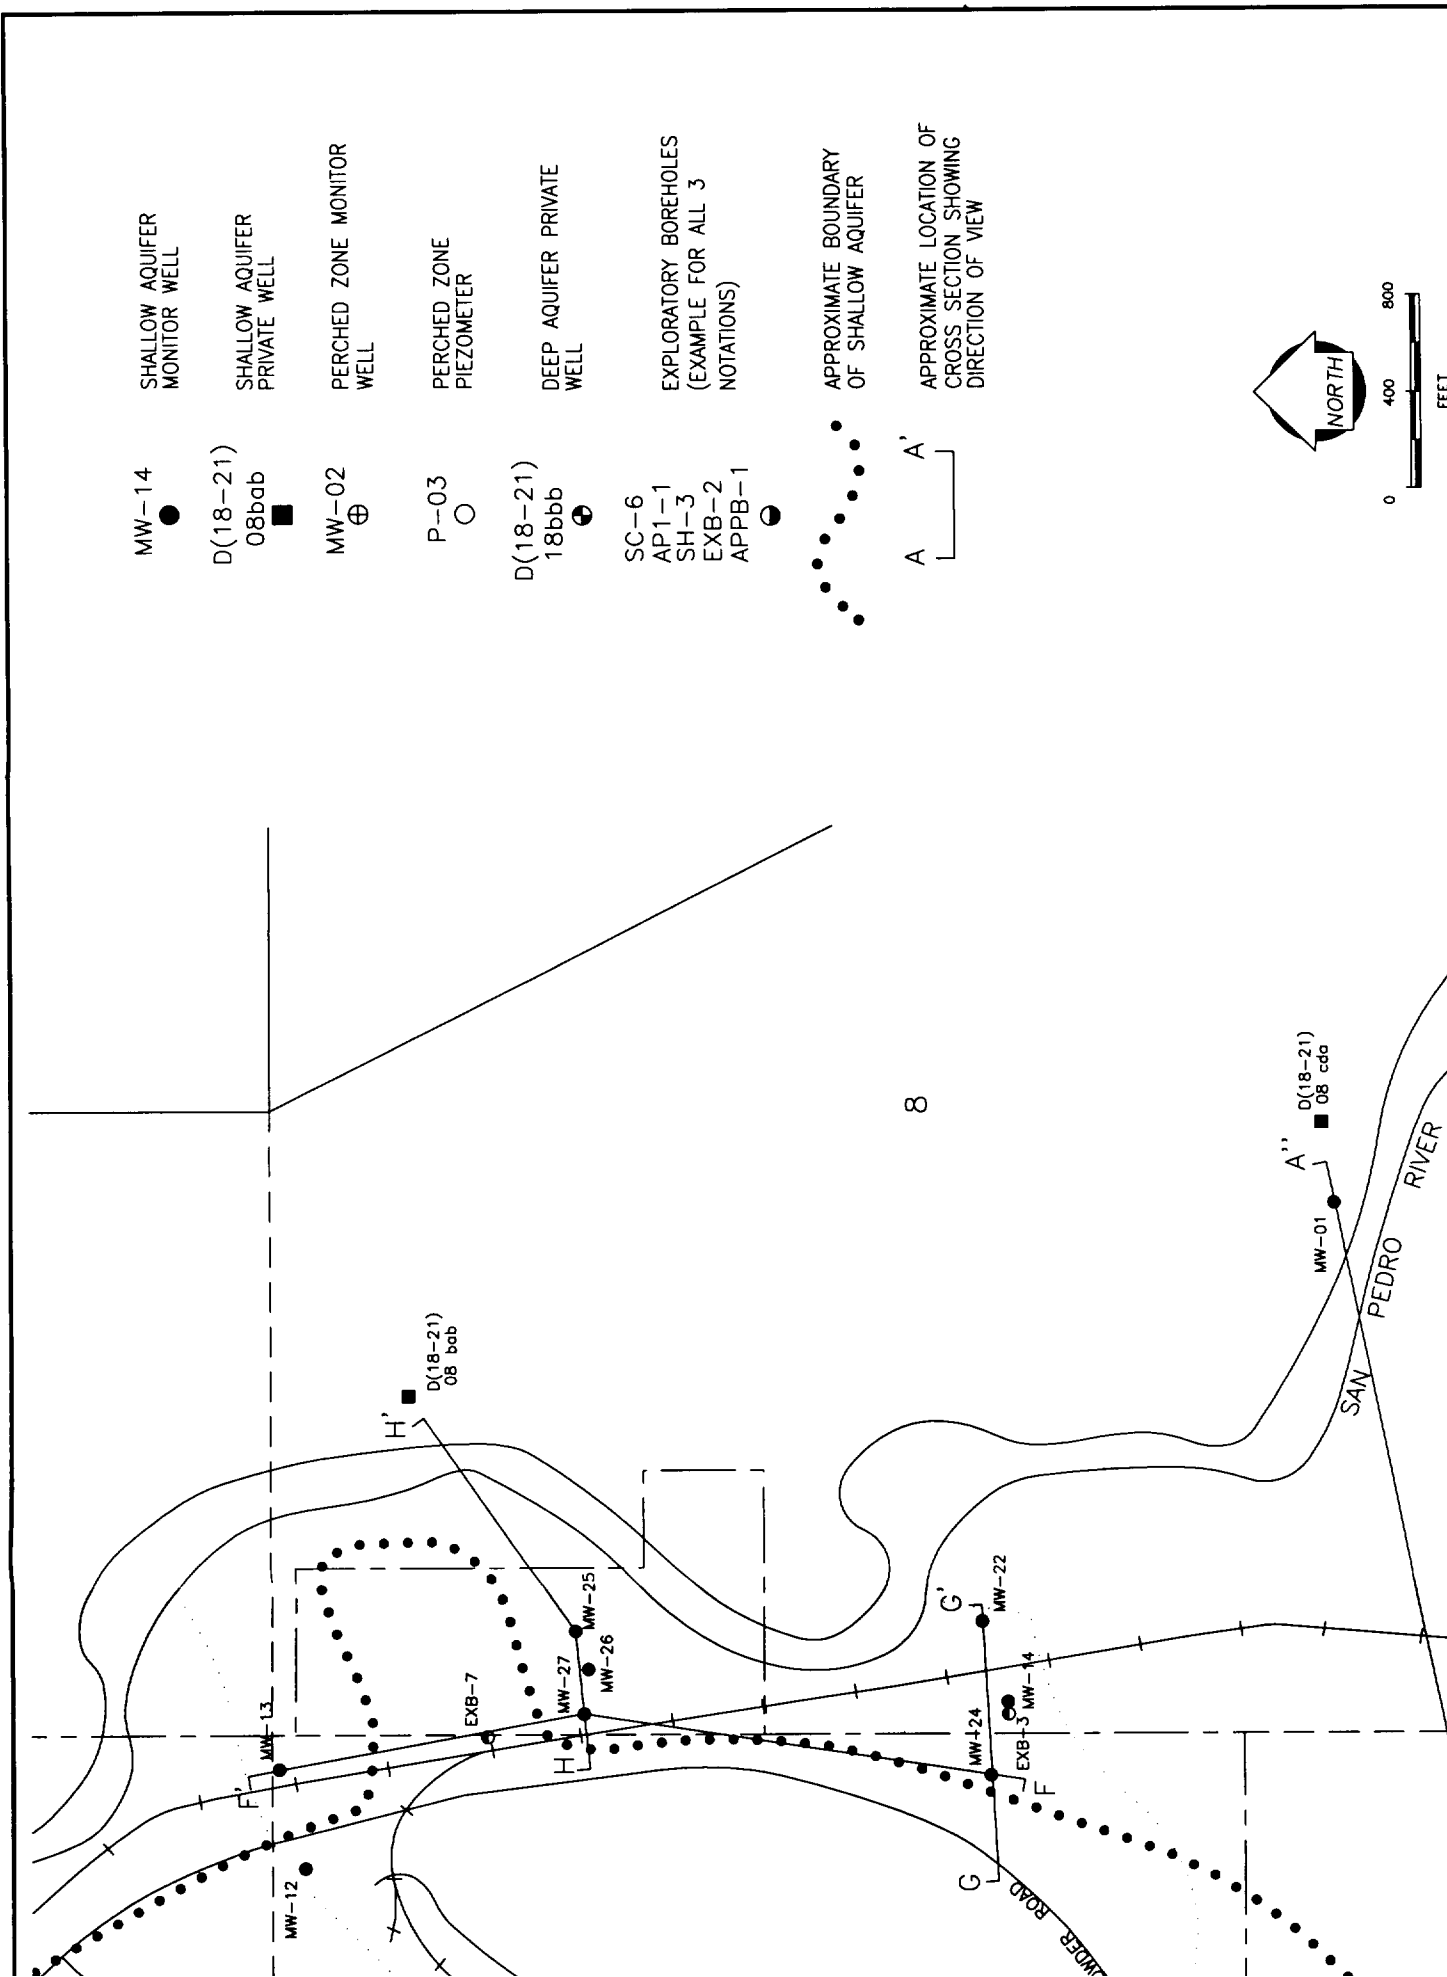 MW-14
SHALLOW AQUIFER
MONITOR WELL
D(18-21)
08bab
SHALLOW AQUIFER
PRIVATE WELL
MW-02
PERCHED ZONE MONITOR
WELL
P-03
PERCHED ZONE
PIEZOMETER
D(18-21)
18bbb
DEEP AQUIFER PRIVATE
WELL
SC-6
AP1-1
SH-3
EXB-2
APPB-1
EXPLORATORY BOREHOLES
(EXAMPLE FOR ALL 3
NOTATIONS)
APPROXIMATE BOUNDARY
OF SHALLOW AQUIFER
A A'
APPROXIMATE LOCATION OF
CROSS SECTION SHOWING
DIRECTION OF VIEW
NORTH
0 400 800
FEET
8
D(18-21)
08 cda
A''
MW-01
SAN PEDRO RIVER
D(18-21)
08 bab
H'
MW-25
MW-26
MW-27
H
EXB-7
MW-13
F'
MW-12
G'
MW-22
MW-14
EXB-3
MW-24
F
G
ROAD